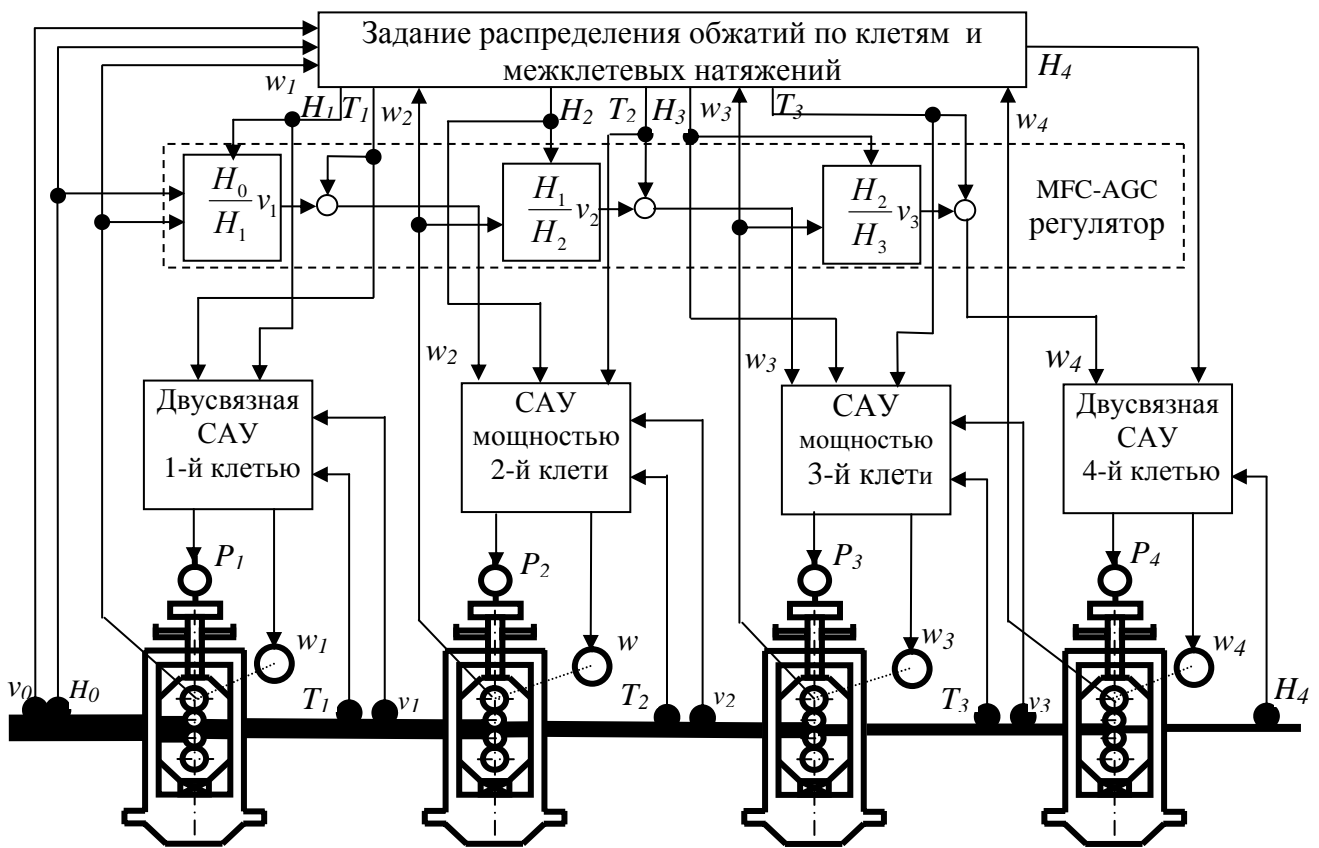 Задание распределения обжатий по клетям и
межклетевых натяжений
w1
H1 T1 w2 H2 T2 H3 w3 T3 w4 H4
H0
H1
v1
H1
H2
v2
H2
H3
v3
MFC-AGC
регулятор
w2 w3 w4
Двусвязная
САУ
1-й клетью
САУ
мощностью
2-й клети
САУ
мощностью
3-й клети
Двусвязная
САУ
4-й клетью
P1 P2 P3 P4
w1 w w3 w4
v0 H0 T1 v1 T2 v2 T3 v3 H4